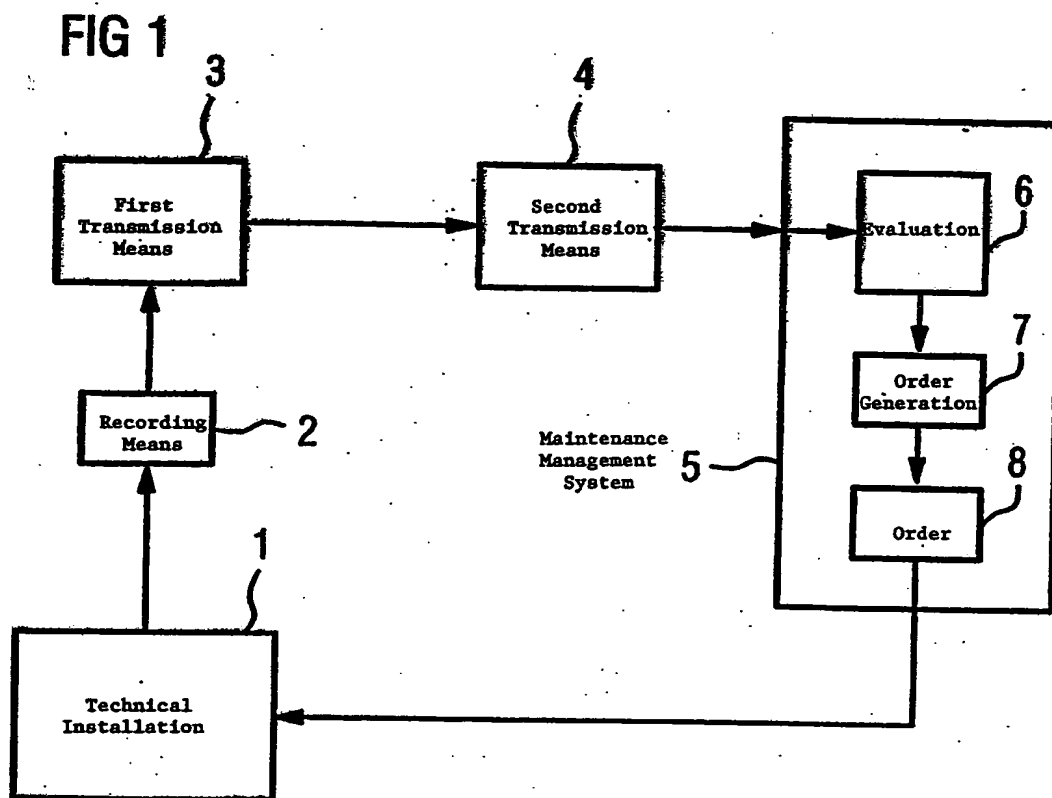 FIG 1
3
First
Transmission
Means
4
Second
Transmission
Means
Evaluation
6
7
Order
Generation
Recording
Means
2
Maintenance
Management
System
5
8
Order
1
Technical
Installation